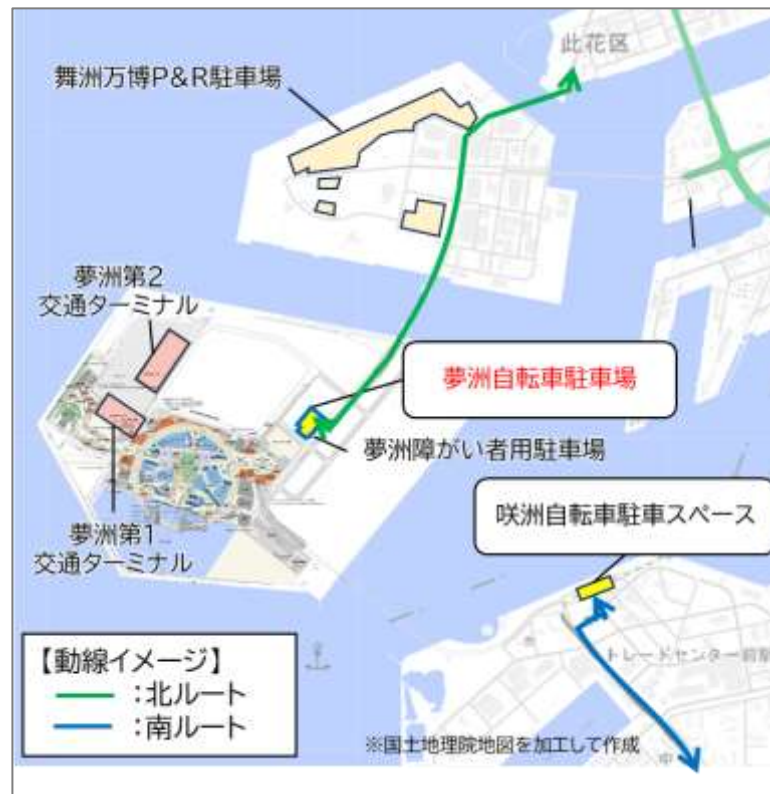 此花区
舞洲万博P&R駐車場
夢洲第2
交通ターミナル
夢洲自転車駐車場
夢洲障がい者用駐車場
咲洲自転車駐車スペース
夢洲第1
交通ターミナル
トレードセンター前駅
【動線イメージ】
:北ルート
:南ルート
※国土地理院地図を加工して作成